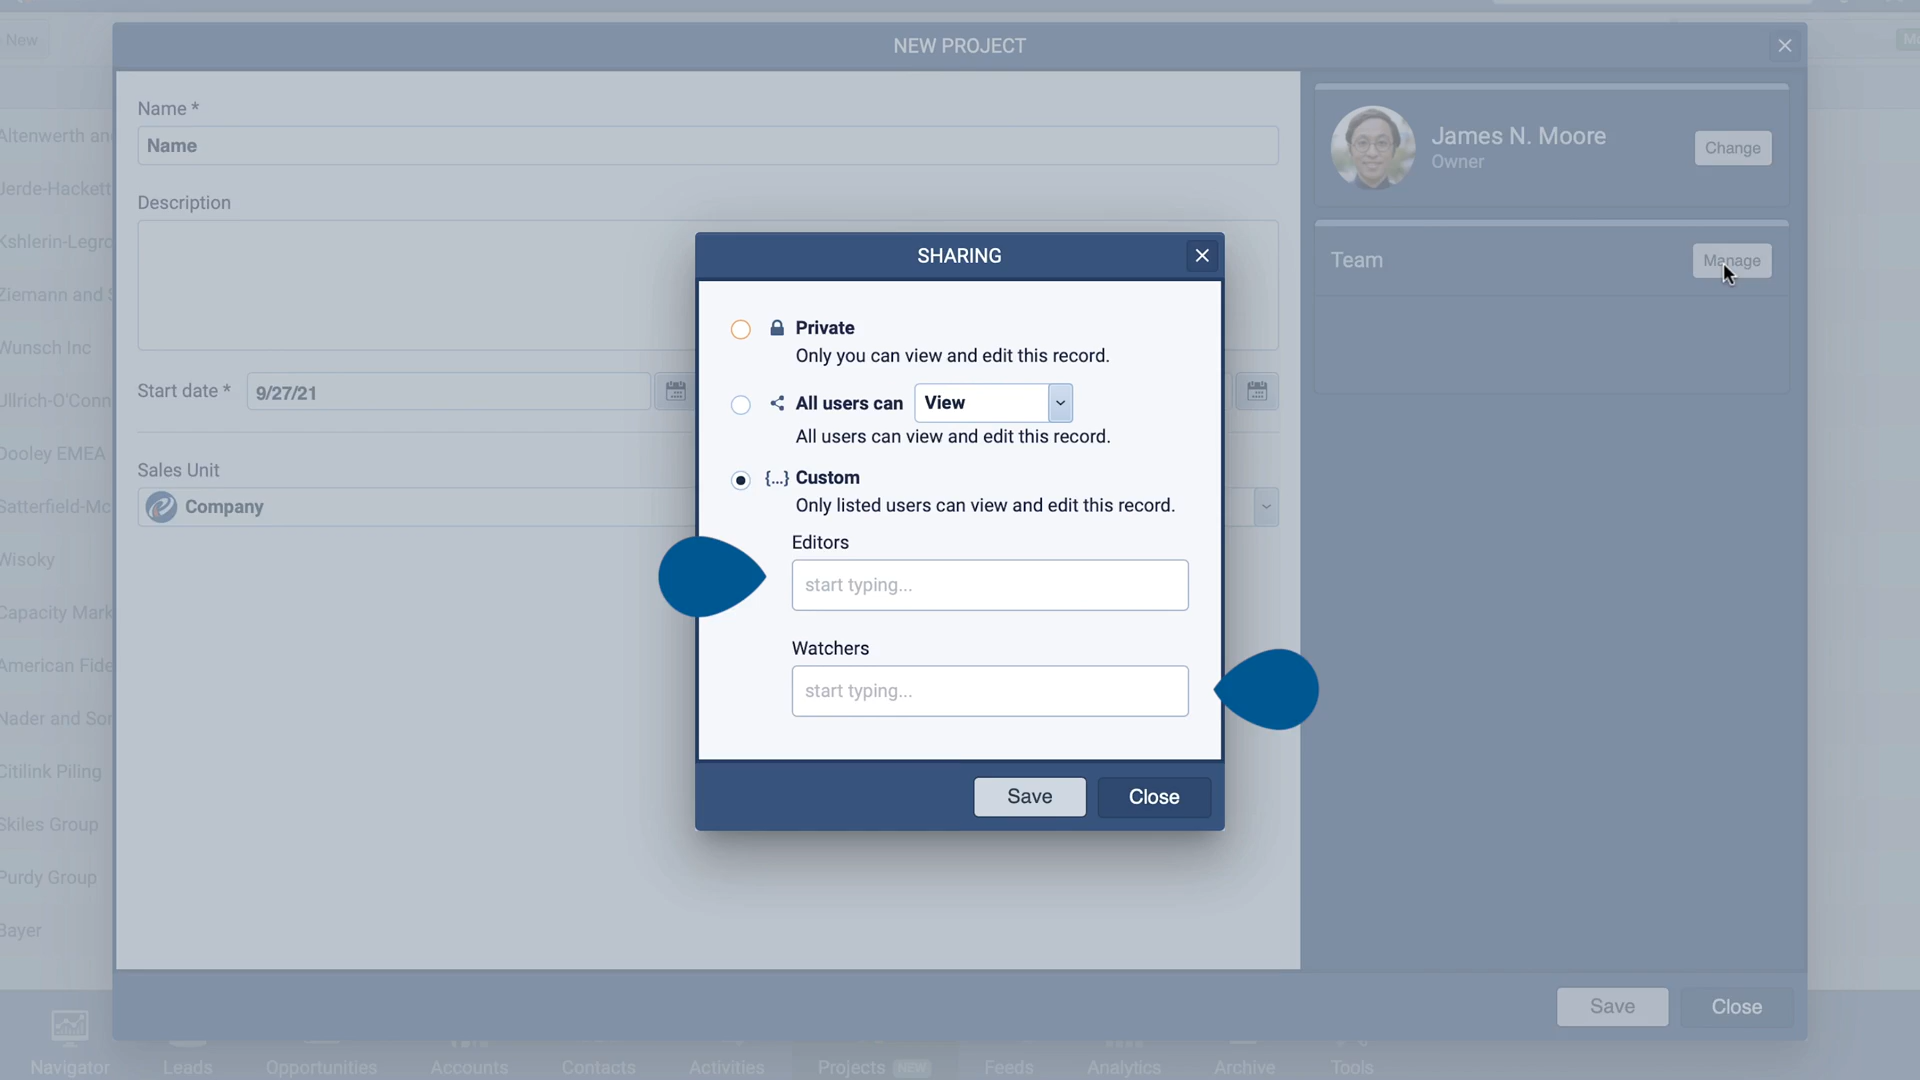 New
NEW PROJECT
Name *
Name
Description
Start date *
9/27/21
Sales Unit
Company
James N. Moore
Owner
Change
Team
Manage
SHARING
Private
Only you can view and edit this record.
All users can View
All users can view and edit this record.
{...} Custom
Only listed users can view and edit this record.
Editors
start typing...
Watchers
start typing...
Save Close
Altenwerth an
Jerde-Hackett
Kshlerin-Legro
Ziemann and S
Wunsch Inc
Ullrich-O'Conn
Dooley EMEA
Satterfield-Mc
Wisoky
Capacity Mark
American Fide
Nader and Sor
Citilink Piling
Skiles Group
Purdy Group
Bayer
Save Close
Navigator Leads Opportunities Accounts Contacts Activities Projects NEW Feeds Analytics Archive Tools